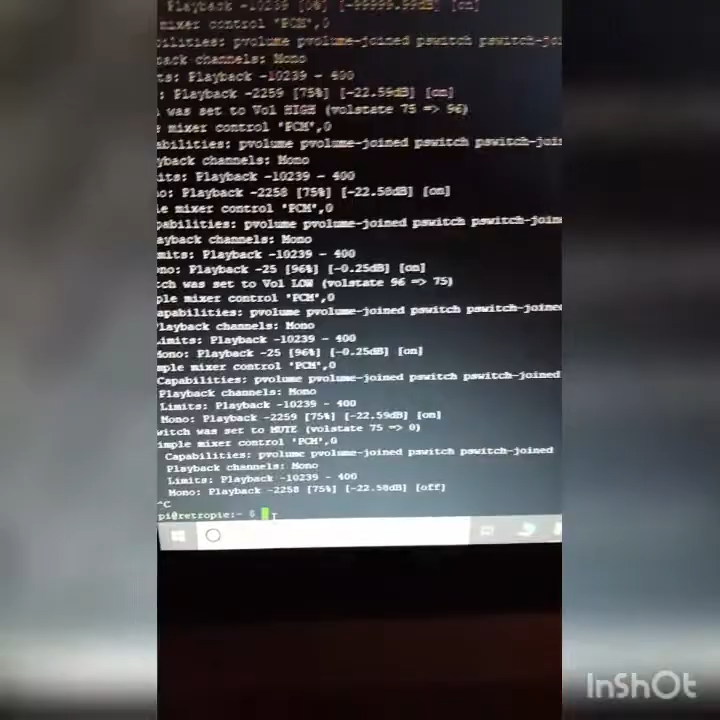 Playback -10239 [0%] [-99999.99dB] [on]
mixer control 'PCM',0
bilities: pvolume pvolume-joined pswitch pswitch-joi
back channels: Mono
ts: Playback -10239 - 400
: Playback -2259 [75%] [-22.59dB] [on]
was set to Vol HIGH (volstate 75 => 96)
e mixer control 'PCM',0
abilities: pvolume pvolume-joined pswitch pswitch-join
yback channels: Mono
its: Playback -10239 - 400
o: Playback -2258 [75%] [-22.58dB] [on]
le mixer control 'PCM',0
pabilities: pvolume pvolume-joined pswitch pswitch-join
ayback channels: Mono
mits: Playback -10239 - 400
no: Playback -25 [96%] [-0.25dB] [on]
tch was set to Vol LOW (volstate 96 => 75)
ple mixer control 'PCM',0
apabilities: pvolume pvolume-joined pswitch pswitch-joined
layback channels: Mono
imits: Playback -10239 - 400
Mono: Playback -25 [96%] [-0.25dB] [on]
mple mixer control 'PCM',0
Capabilities: pvolume pvolume-joined pswitch pswitch-joined
Playback channels: Mono
Limits: Playback -10239 - 400
Mono: Playback -2259 [75%] [-22.59dB] [on]
witch was set to MUTE (volstate 75 => 0)
imple mixer control 'PCM',0
Capabilities: pvolume pvolume-joined pswitch pswitch-joined
Playback channels: Mono
Limits: Playback -10239 - 400
Mono: Playback -2258 [75%] [-22.58dB] [off]
^C
pi@retropie:~ $
InShOt